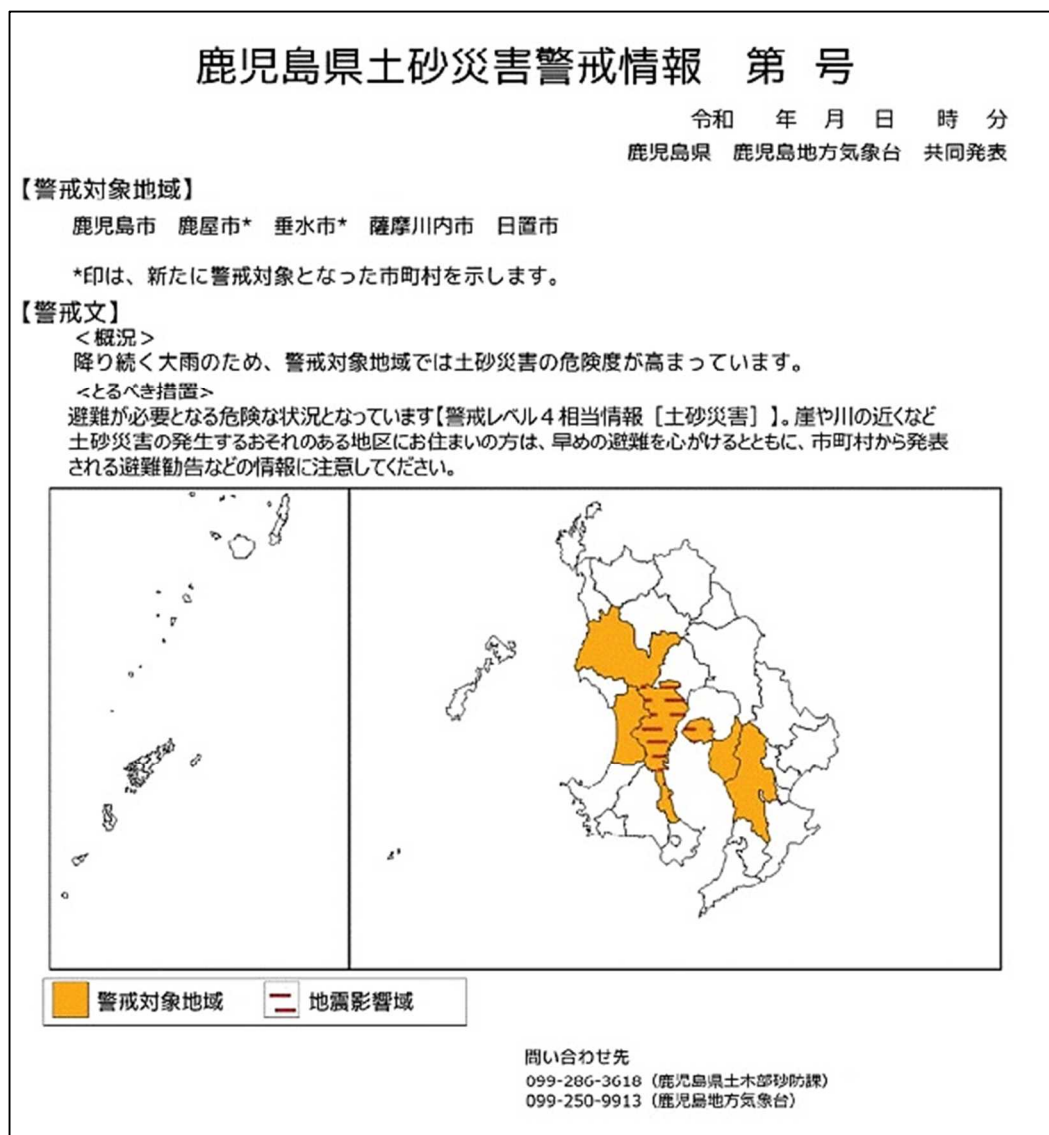 鹿児島県土砂災害警戒情報 第 号
令和 年 月 日 時 分
鹿児島県 鹿児島地方気象台 共同発表
【警戒対象地域】
鹿児島市 鹿屋市* 垂水市* 薩摩川内市 日置市
*印は、新たに警戒対象となった市町村を示します。
【警戒文】
<概況>
降り続く大雨のため、警戒対象地域では土砂災害の危険度が高まっています。
<とるべき措置>
避難が必要となる危険な状況となっています【警戒レベル4相当情報[土砂災害]】。崖や川の近くなど
土砂災害の発生するおそれのある地区にお住まいの方は、早めの避難を心がけるとともに、市町村から発表
される避難勧告などの情報に注意してください。
警戒対象地域 地震影響域
問い合わせ先
099-286-3618(鹿児島県土木部砂防課)
099-250-9913(鹿児島地方気象台)